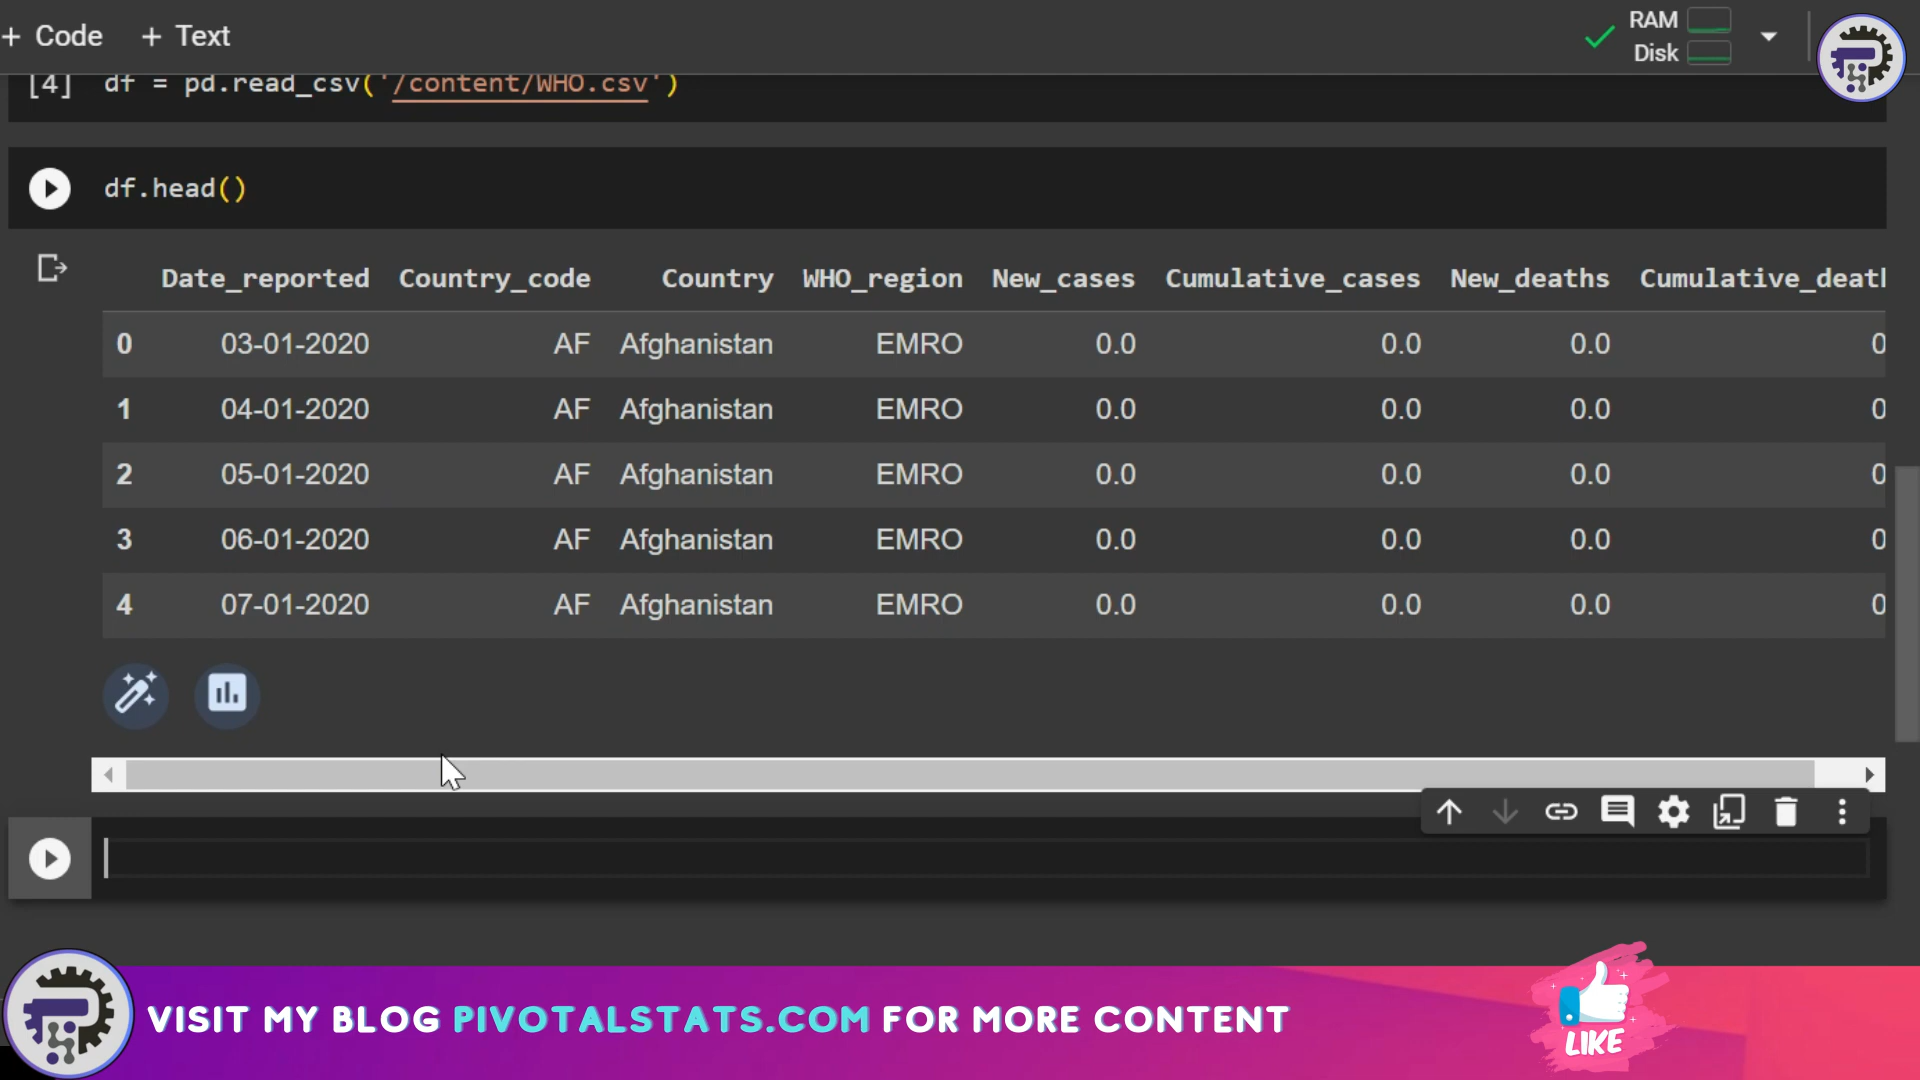 + Code + Text
RAM
Disk
[4] df = pd.read_csv('/content/WHO.csv')
df.head()
Date_reported Country_code Country WHO_region New_cases Cumulative_cases New_deaths Cumulative_deat
0 03-01-2020 AF Afghanistan EMRO 0.0 0.0 0.0 0
1 04-01-2020 AF Afghanistan EMRO 0.0 0.0 0.0 0
2 05-01-2020 AF Afghanistan EMRO 0.0 0.0 0.0 0
3 06-01-2020 AF Afghanistan EMRO 0.0 0.0 0.0 0
4 07-01-2020 AF Afghanistan EMRO 0.0 0.0 0.0 0
VISIT MY BLOG PIVOTALSTATS.COM FOR MORE CONTENT
LIKE